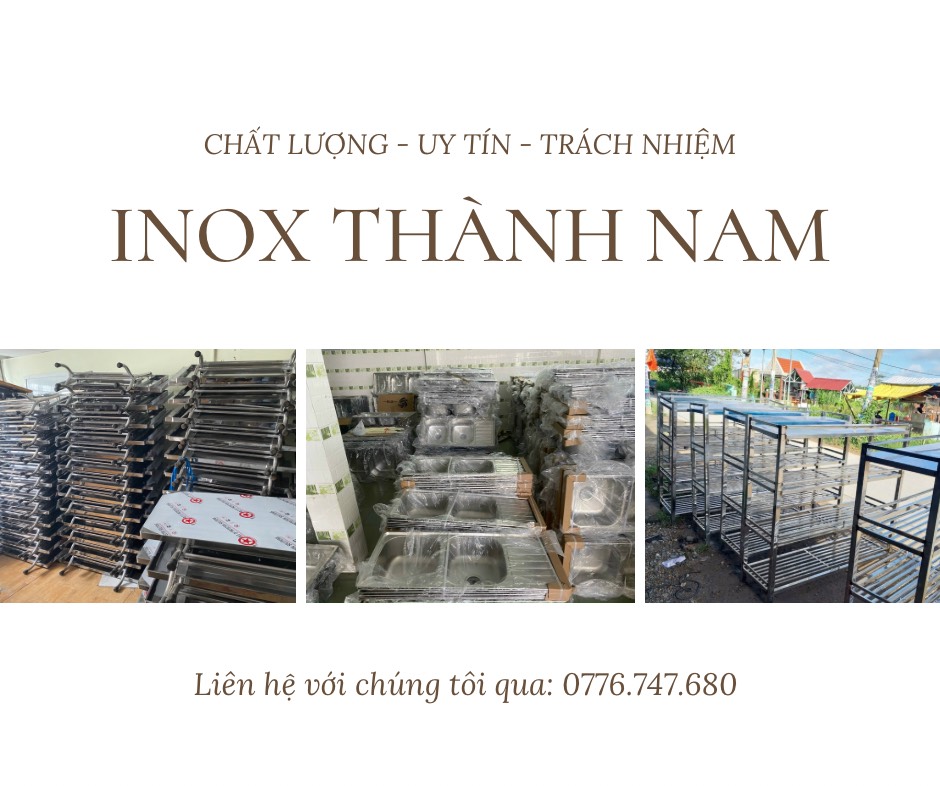 CHẤT LƯỢNG - UY TÍN - TRÁCH NHIỆM
INOX THÀNH NAM
Liên hệ với chúng tôi qua: 0776.747.680